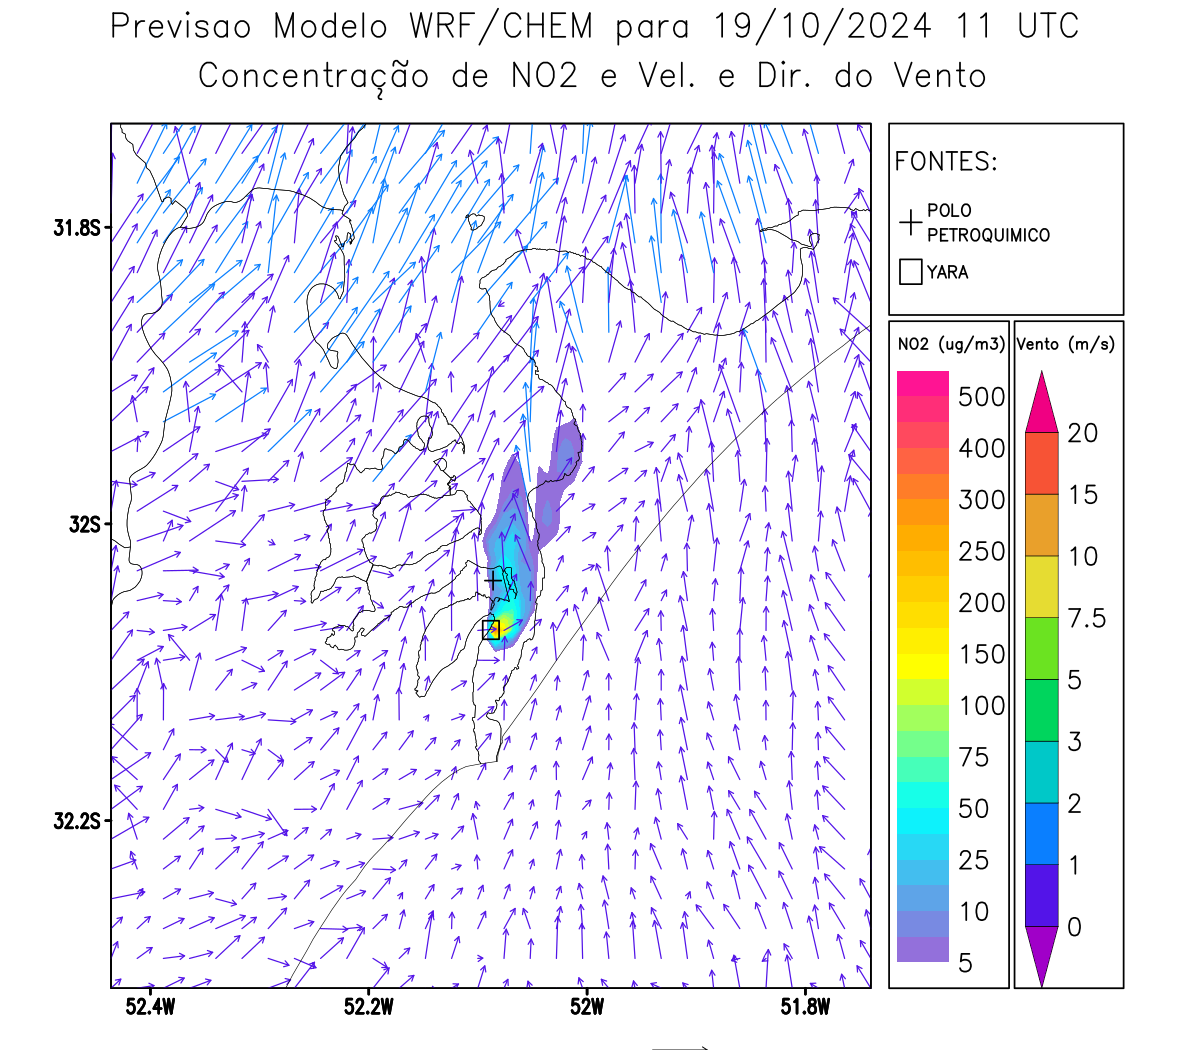 Previsao Modelo WRF/CHEM para 19/10/2024 11 UTC
Concentração de NO2 e Vel. e Dir. do Vento
FONTES:
POLO
PETROQUIMICO
YARA
NO2 (ug/m3)
500
400
300
250
200
150
100
75
50
25
10
5
Vento (m/s)
20
15
10
7.5
5
3
2
1
0
31.8S
32S
32.2S
52.4W
52.2W
52W
51.8W